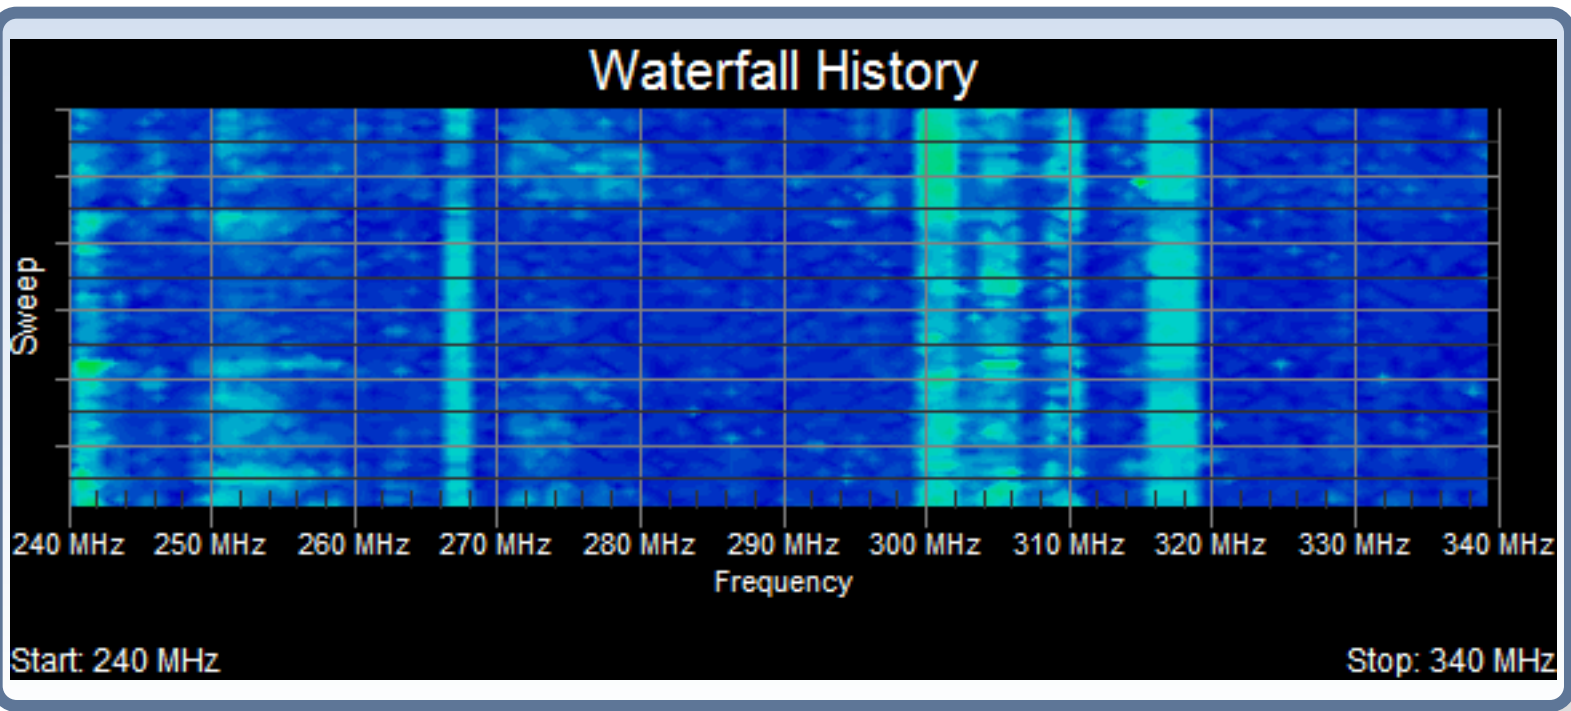 Waterfall History
Sweep
240 MHz 250 MHz 260 MHz 270 MHz 280 MHz 290 MHz 300 MHz 310 MHz 320 MHz 330 MHz 340 MHz
Frequency
Start: 240 MHz Stop: 340 MHz